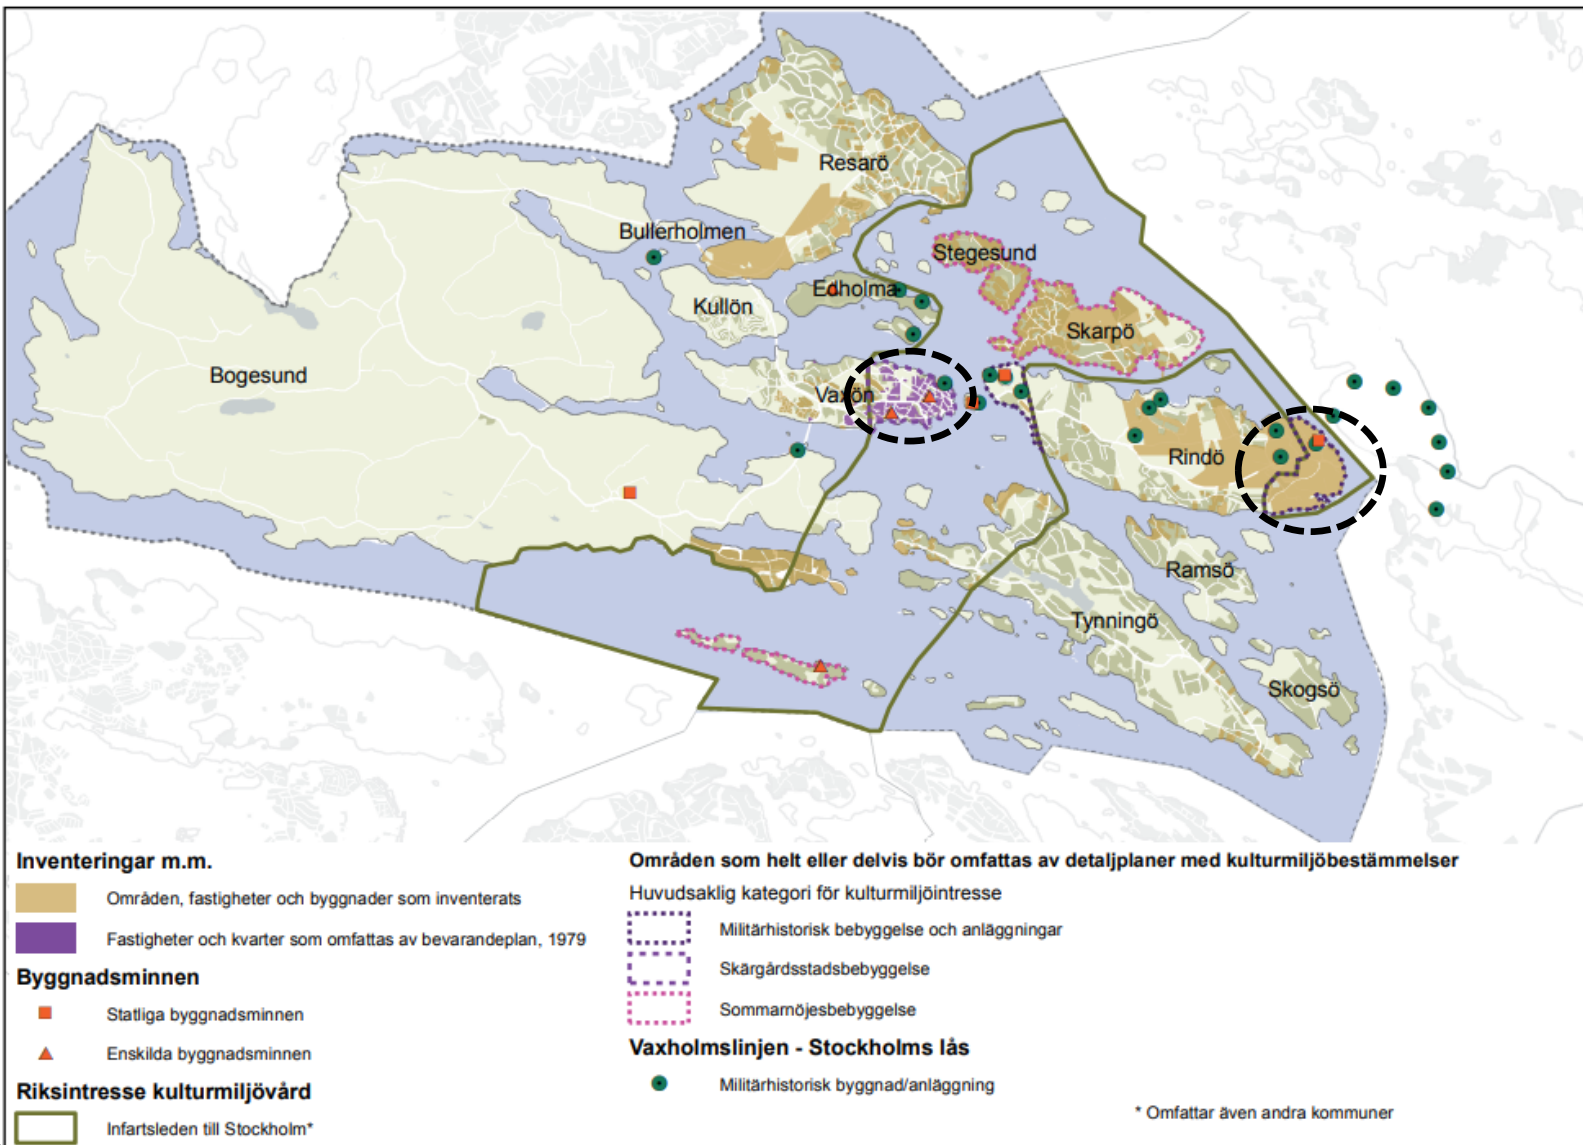 Resarö
Bullerholmen
Stegesund
Edholma
Kullön
Skarpö
Bogesund
Vaxön
Rindö
Ramsö
Tynningö
Skogsö
Inventeringar m.m.
Områden, fastigheter och byggnader som inventerats
Fastigheter och kvarter som omfattas av bevarandeplan, 1979
Byggnadsminnen
Statliga byggnadsminnen
Enskilda byggnadsminnen
Riksintresse kulturmiljövård
Infartsleden till Stockholm*
Områden som helt eller delvis bör omfattas av detaljplaner med kulturmiljöbestämmelser
Huvudsaklig kategori för kulturmiljöintresse
Militärhistorisk bebyggelse och anläggningar
Skärgårdsstadsbebyggelse
Sommarnöjesbebyggelse
Vaxholmslinjen - Stockholms lås
Militärhistorisk byggnad/anläggning
* Omfattar även andra kommuner